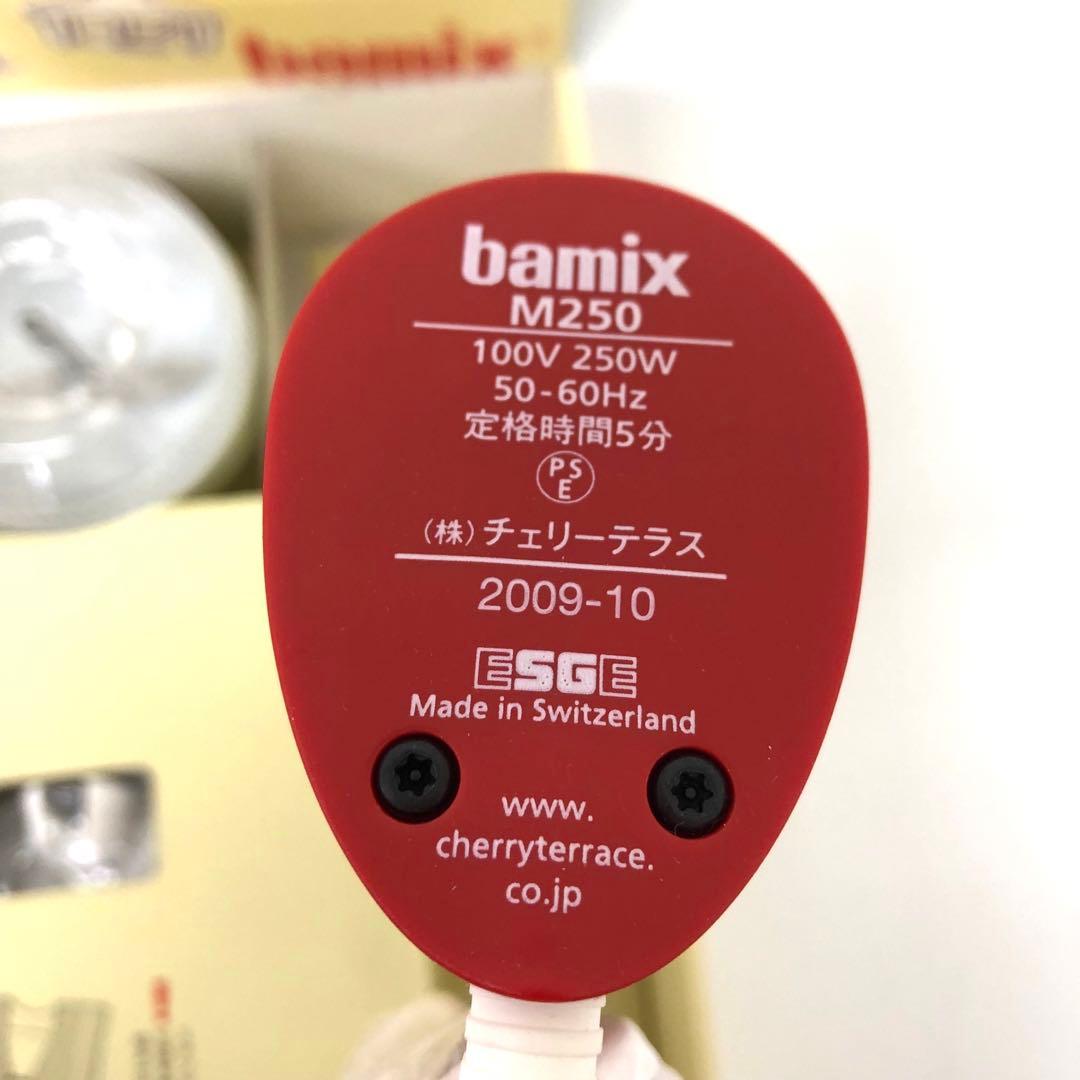 bamix
bamix
M250
100V 250W
50-60Hz
定格時間5分
PS
E
(株)チェリーテラス
2009-10
ESGE
Made in Switzerland
www.
cherryterrace.
co.jp